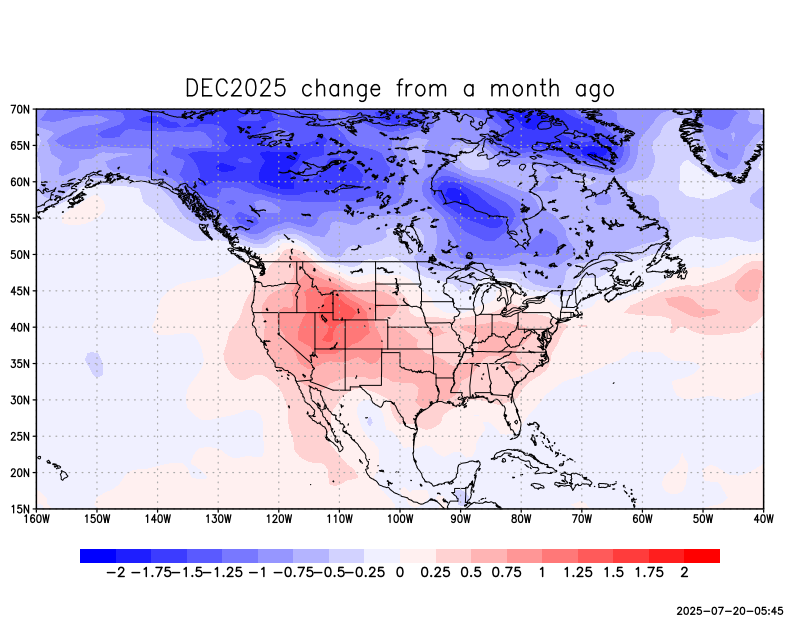 DEC2025 change from a month ago
70N
65N
60N
55N
50N
45N
40N
35N
30N
25N
20N
15N
160W 150W 140W 130W 120W 110W 100W 90W 80W 70W 60W 50W 40W
-2 -1.75 -1.5 -1.25 -1 -0.75 -0.5 -0.25 0 0.25 0.5 0.75 1 1.25 1.5 1.75 2
2025-07-20-05:45